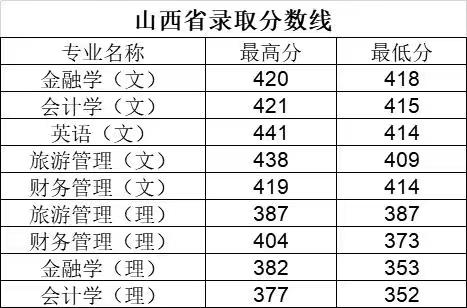 山西省录取分数线
专业名称 最高分 最低分
金融学（文） 420 418
会计学（文） 421 415
英语（文） 441 414
旅游管理（文） 438 409
财务管理（文） 419 414
旅游管理（理） 387 387
财务管理（理） 404 373
金融学（理） 382 353
会计学（理） 377 352